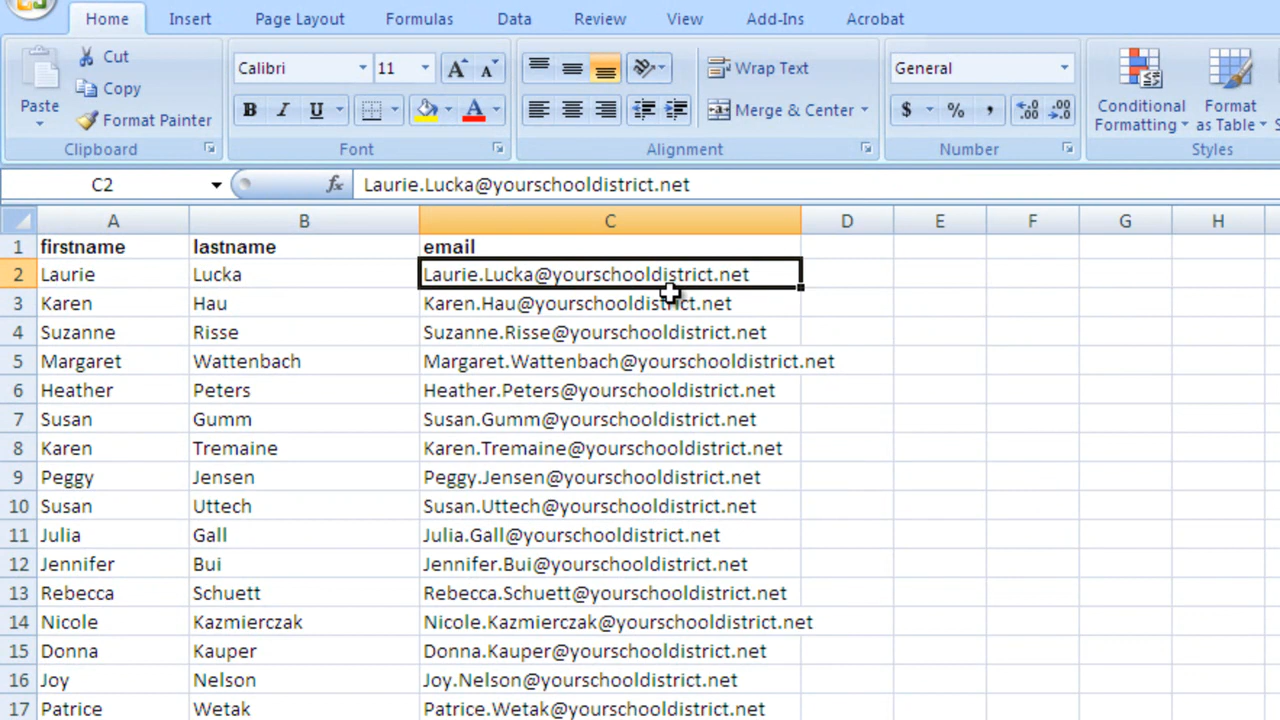 Home Insert Page Layout Formulas Data Review View Add-Ins Acrobat
Paste
Cut
Copy
Format Painter
Clipboard
Calibri 11 A A
B I U A
Font
Wrap Text
Merge & Center
Alignment
General
$ % , .00 .00
Number
Conditional Formatting
Format as Table
Styles
C2 fx Laurie.Lucka@yourschooldistrict.net
A B C D E F G H
1 firstname lastname email
2 Laurie Lucka Laurie.Lucka@yourschooldistrict.net
3 Karen Hau Karen.Hau@yourschooldistrict.net
4 Suzanne Risse Suzanne.Risse@yourschooldistrict.net
5 Margaret Wattenbach Margaret.Wattenbach@yourschooldistrict.net
6 Heather Peters Heather.Peters@yourschooldistrict.net
7 Susan Gumm Susan.Gumm@yourschooldistrict.net
8 Karen Tremaine Karen.Tremaine@yourschooldistrict.net
9 Peggy Jensen Peggy.Jensen@yourschooldistrict.net
10 Susan Uttech Susan.Uttech@yourschooldistrict.net
11 Julia Gall Julia.Gall@yourschooldistrict.net
12 Jennifer Bui Jennifer.Bui@yourschooldistrict.net
13 Rebecca Schuett Rebecca.Schuett@yourschooldistrict.net
14 Nicole Kazmierczak Nicole.Kazmierczak@yourschooldistrict.net
15 Donna Kauper Donna.Kauper@yourschooldistrict.net
16 Joy Nelson Joy.Nelson@yourschooldistrict.net
17 Patrice Wetak Patrice.Wetak@yourschooldistrict.net